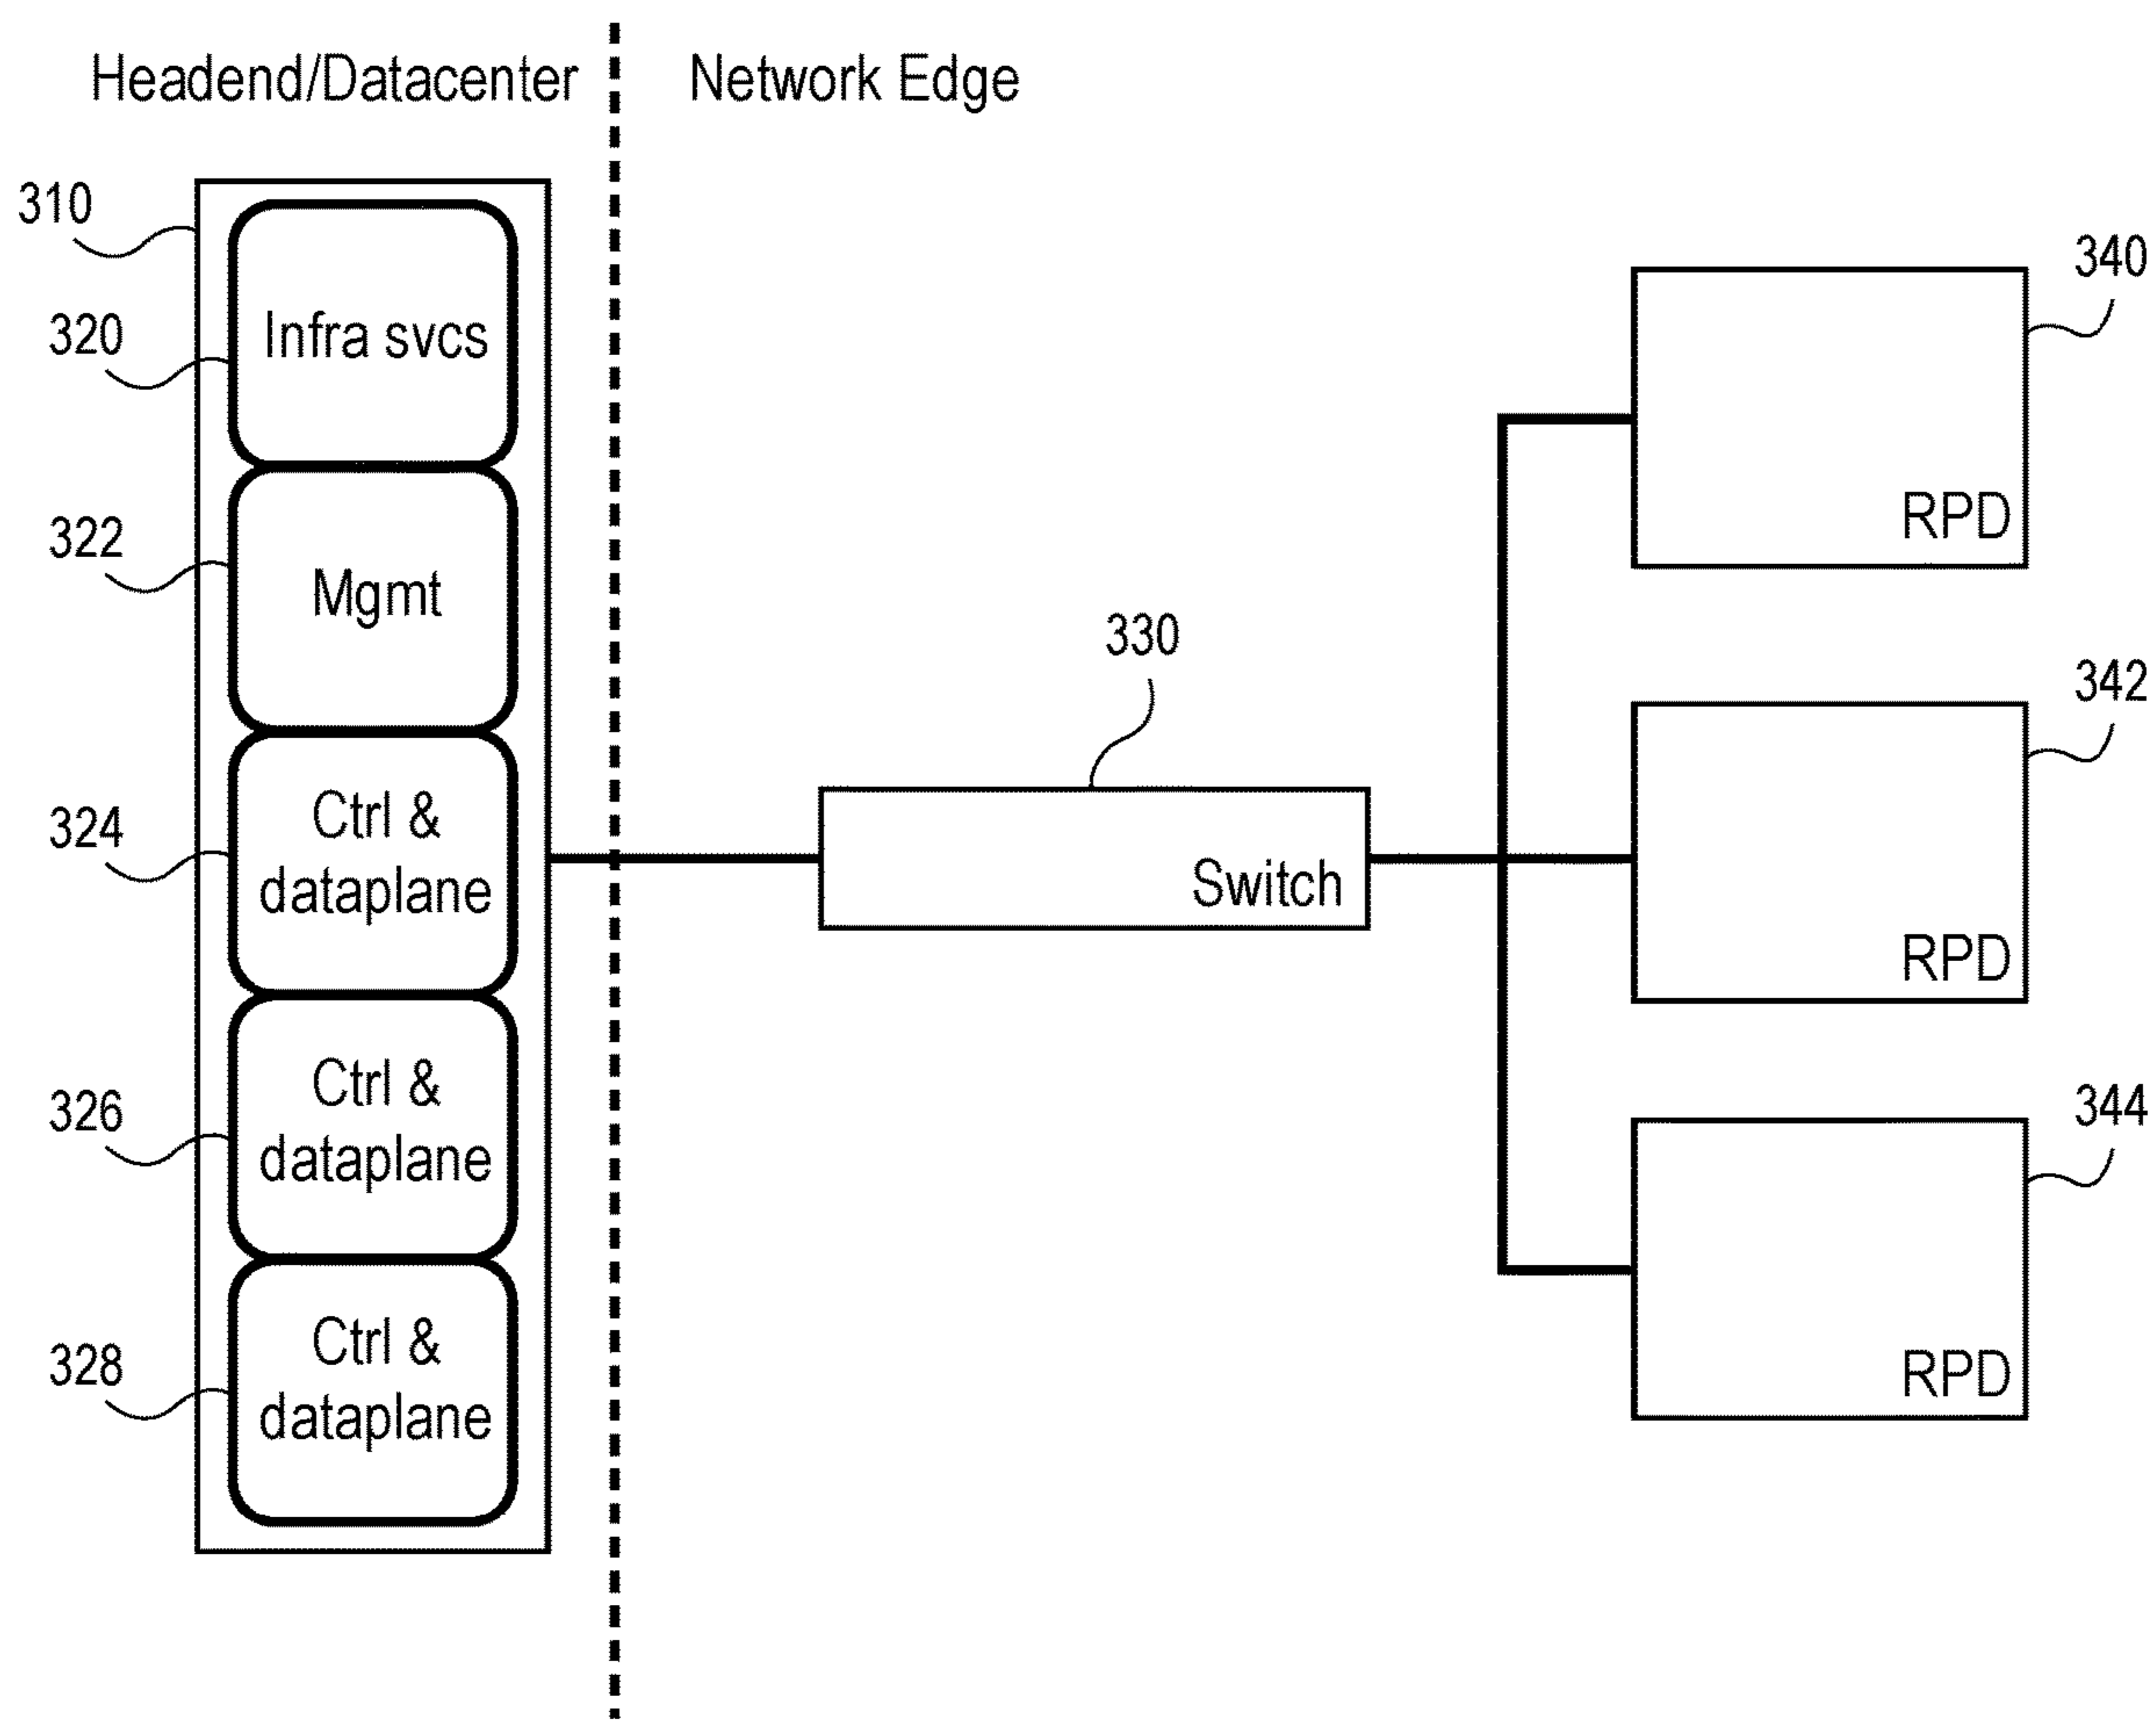 Headend/Datacenter
Network Edge
310
320
Infra svcs
322
Mgmt
324
Ctrl &
dataplane
326
Ctrl &
dataplane
328
Ctrl &
dataplane
330
Switch
340
RPD
342
RPD
344
RPD